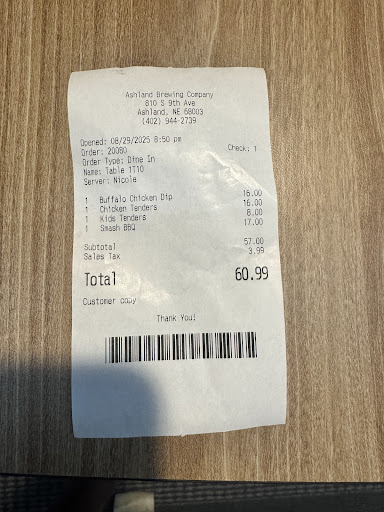 Ashland Brewing Company
810 S 9th Ave
Ashland, NE 68003
(402) 944-2739
Opened: 08/29/2025 8:50 pm
Order: 20080 Check: 1
Order Type: Dine In
Name: Table 1T10
Server: Nicole
1 Buffalo Chicken Dip 16.00
1 Chicken Tenders 16.00
1 Kids Tenders 8.00
1 Smash BBQ 17.00
Subtotal 57.00
Sales Tax 3.99
Total 60.99
Customer copy
Thank You!